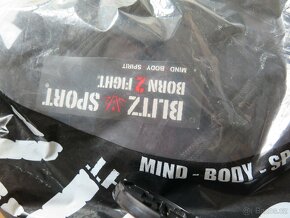 BLITZ SPORT
BORN 2 FIGHT.
MIND BODY SPIRIT
MIND - BODY - SP